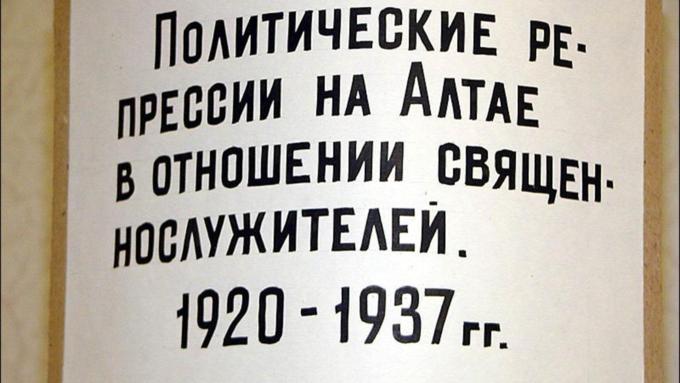 Политические ре-
прессии на Алтае
в отношении священ-
нослужителей.
1920 - 1937 гг.